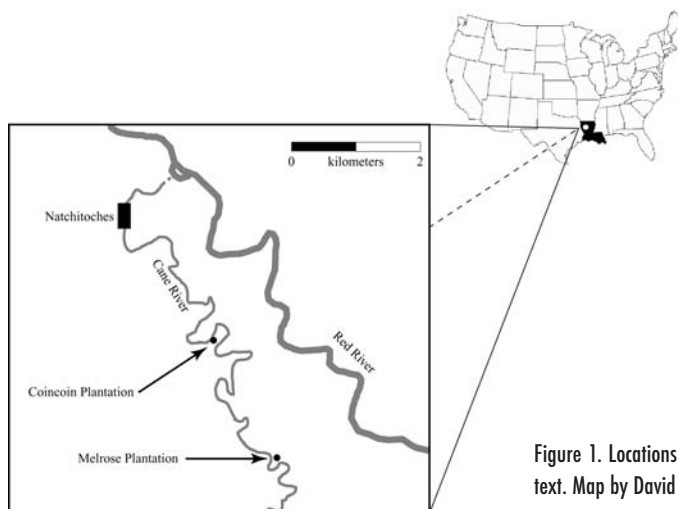 0 kilometers 2
Natchitoches
Cane River
Red River
Coincoin Plantation
Melrose Plantation
Figure 1. Locations
text. Map by David